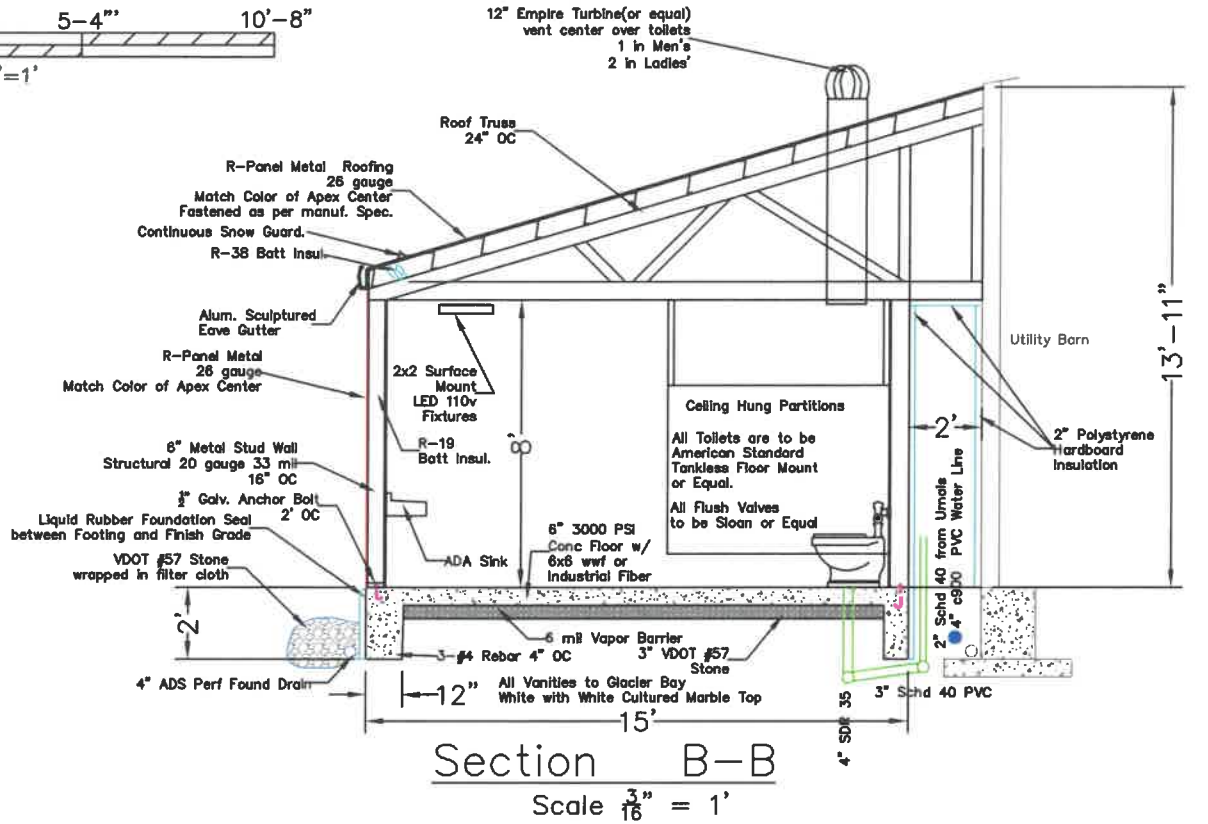 5-4"'
10'-8"
'=1'
12" Empire Turbine(or equal)
vent center over toilets
1 in Men's
2 in Ladies'
Roof Truss
24" OC
R-Panel Metal Roofing
26 gauge
Match Color of Apex Center
Fastened as per manuf. Spec.
Continuous Snow Guard.
R-38 Batt Insul.
Alum. Sculptured
Eave Gutter
R-Panel Metal
26 gauge
Match Color of Apex Center
2x2 Surface
Mount
LED 110v
Fixtures
R-19
Batt Insul.
8'
Ceiling Hung Partitions
All Toilets are to be
American Standard
Tankless Floor Mount
or Equal.
All Flush Valves
to be Sloan or Equal
Utility Barn
13'-11"
2'
2" Polystyrene
Hardboard
Insulation
6" Metal Stud Wall
Structural 20 gauge 33 mil
16" OC
½" Galv. Anchor Bolt
2' OC
Liquid Rubber Foundation Seal
between Footing and Finish Grade
VDOT #57 Stone
wrapped in filter cloth
ADA Sink
6" 3000 PSI
Conc Floor w/
6x6 wwf or
Industrial Fiber
2" Schd 40 from Urnals
4" c900 PVC Water Line
2'
6 mil Vapor Barrier
3-#4 Rebar 4" OC
3" VDOT #57
Stone
4" ADS Perf Found Drain
12"
All Vanities to Glacier Bay
White with White Cultured Marble Top
3" Schd 40 PVC
4" SDR 35
15'
Section B-B
Scale 3/16" = 1'